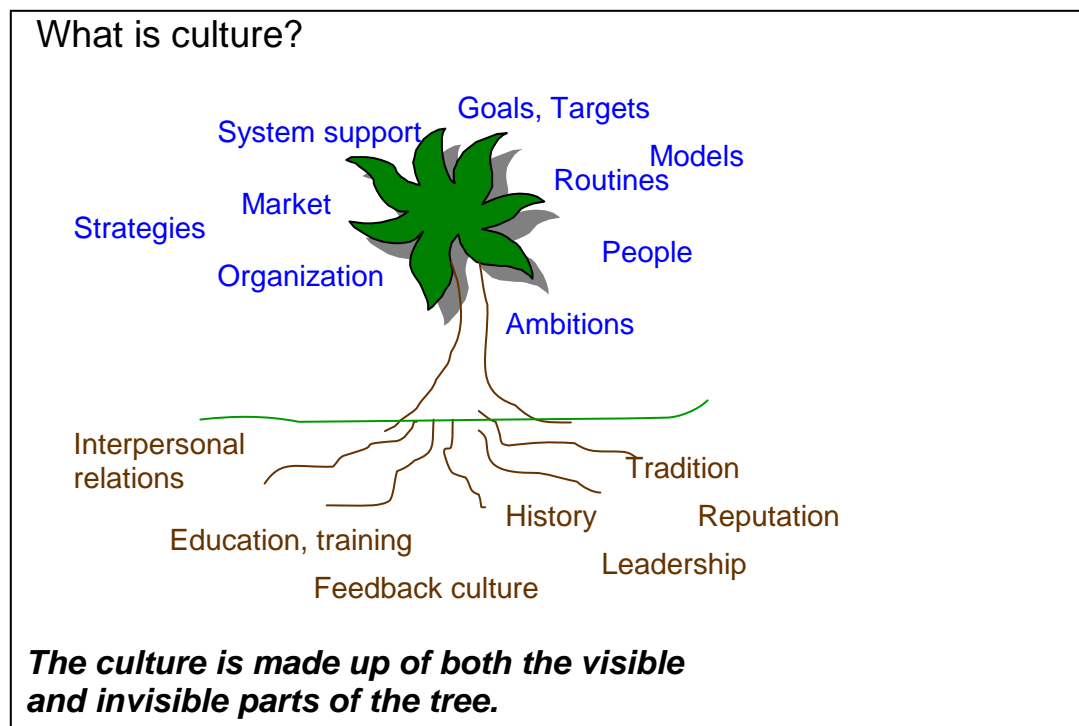 What is culture?
Goals, Targets
System support
Models
Routines
Market
Strategies
People
Organization
Ambitions
Interpersonal
relations
Tradition
History
Reputation
Education, training
Leadership
Feedback culture
The culture is made up of both the visible
and invisible parts of the tree.